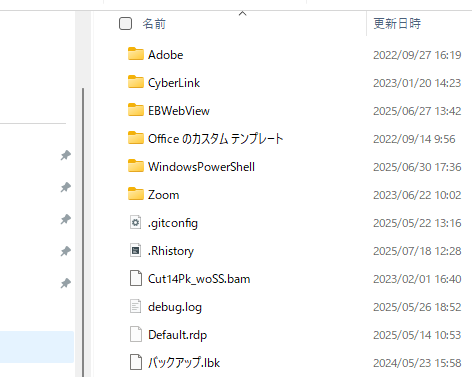 名前 更新日時
Adobe 2022/09/27 16:19
CyberLink 2023/01/20 14:23
EBWebView 2025/06/27 13:42
Office のカスタム テンプレート 2022/09/14 9:56
WindowsPowerShell 2025/06/30 17:36
Zoom 2023/06/22 10:02
.gitconfig 2025/05/22 13:16
.Rhistory 2025/07/18 12:28
Cut14Pk_woSS.bam 2023/02/01 16:40
debug.log 2025/05/26 18:52
Default.rdp 2025/05/14 10:53
バックアップ.lbk 2024/05/23 15:58